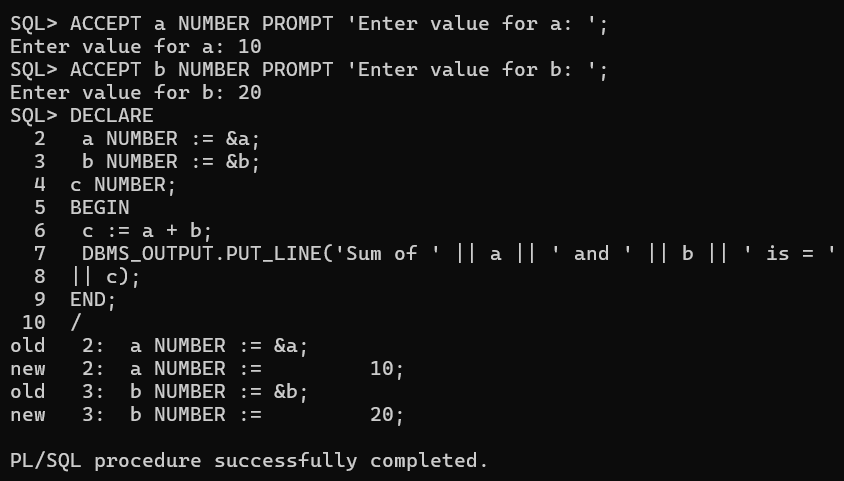 SQL> ACCEPT a NUMBER PROMPT 'Enter value for a: ';
Enter value for a: 10
SQL> ACCEPT b NUMBER PROMPT 'Enter value for b: ';
Enter value for b: 20
SQL> DECLARE
  2   a NUMBER := &a;
  3   b NUMBER := &b;
  4  c NUMBER;
  5  BEGIN
  6   c := a + b;
  7   DBMS_OUTPUT.PUT_LINE('Sum of ' || a || ' and ' || b || ' is = '
  8  || c);
  9  END;
 10  /
old   2:  a NUMBER := &a;
new   2:  a NUMBER :=         10;
old   3:  b NUMBER := &b;
new   3:  b NUMBER :=         20;

PL/SQL procedure successfully completed.